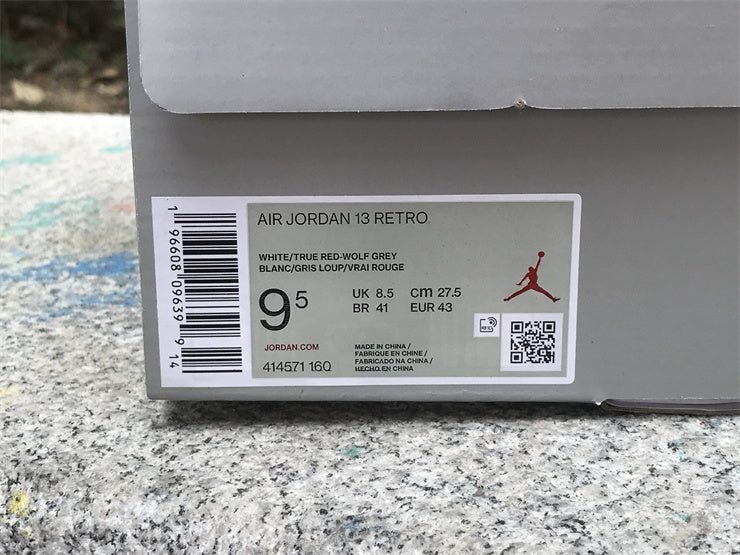 AIR JORDAN 13 RETRO
WHITE/TRUE RED-WOLF GREY
BLANC/GRIS LOUP/VRAI ROUGE
9 5
UK 8.5 cm 27.5
BR 41 EUR 43
JORDAN.COM
414571 160
MADE IN CHINA /
FABRIQUE EN CHINE /
FABRICADO NA CHINA /
HECHO EN CHINA
RFID
1 96608 09639 9 14